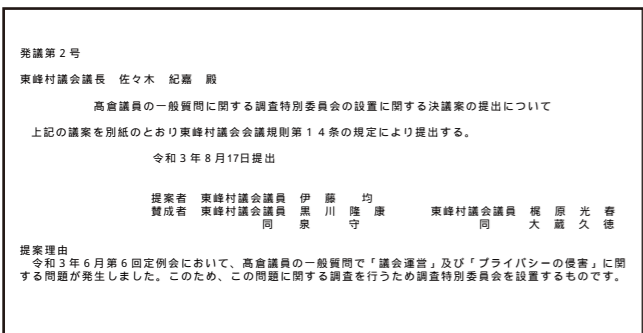 発議第２号
東峰村議会議長　佐々木　紀嘉　殿
髙倉議員の一般質問に関する調査特別委員会の設置に関する決議案の提出について
上記の議案を別紙のとおり東峰村議会会議規則第１４条の規定により提出する。
令和３年８月17日提出
提案者　東峰村議会議員　伊　藤　　均
賛成者　東峰村議会議員　黒　川　隆　康　　　東峰村議会議員　梶　原　光　春
同　　泉　　　守　　　　　　　同　　大　蔵　久　徳
提案理由
令和３年６月第６回定例会において、髙倉議員の一般質問で「議会運営」及び「プライバシーの侵害」に関
する問題が発生しました。このため、この問題に関する調査を行うため調査特別委員会を設置するものです。